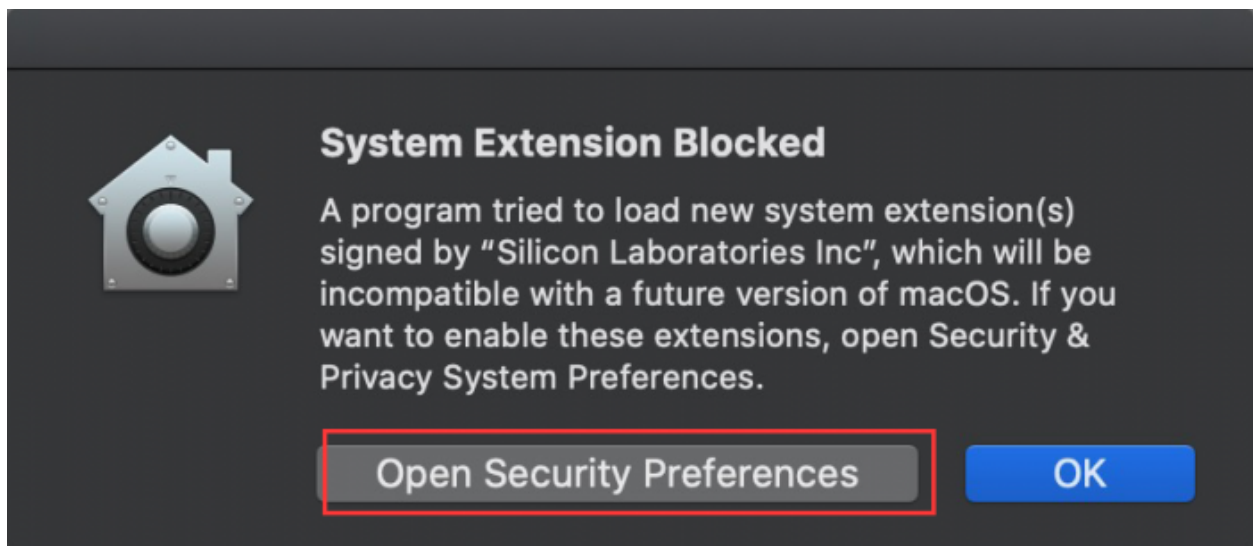 System Extension Blocked
A program tried to load new system extension(s)
signed by “Silicon Laboratories Inc”, which will be
incompatible with a future version of macOS. If you
want to enable these extensions, open Security &
Privacy System Preferences.
Open Security Preferences
OK